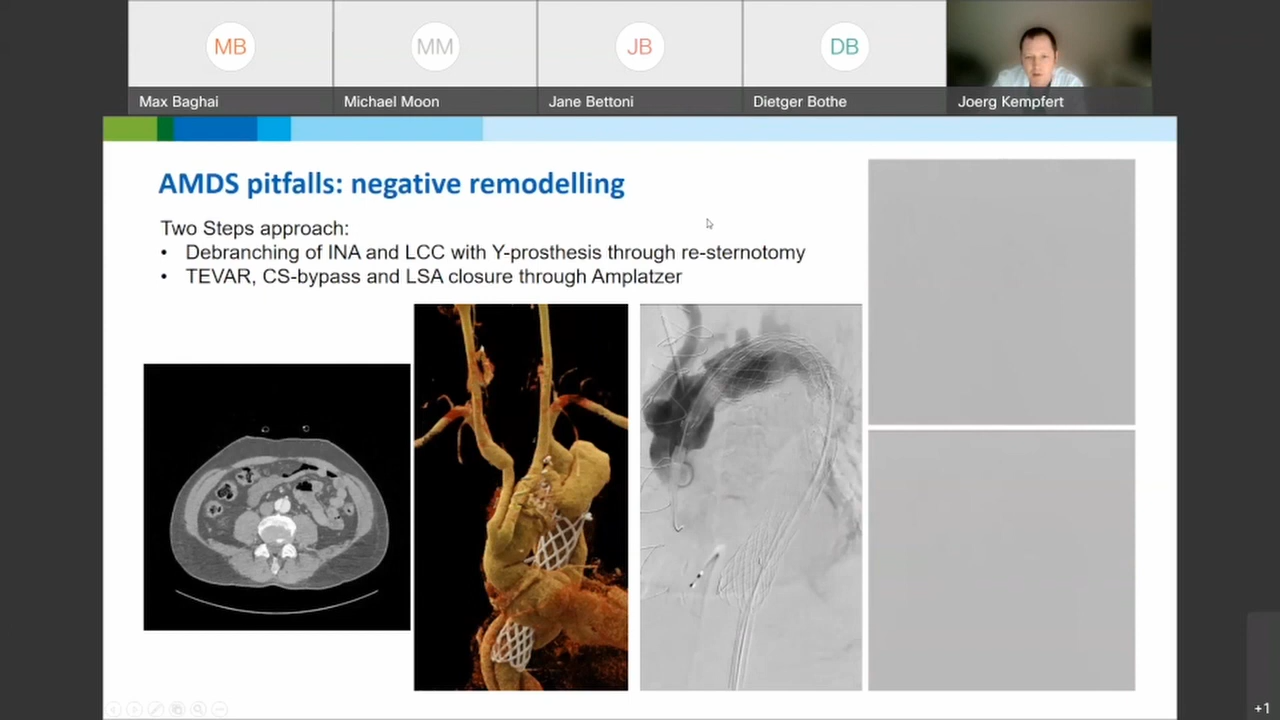 MB
MM
JB
DB
Max Baghai
Michael Moon
Jane Bettoni
Dietger Bothe
Joerg Kempfert
AMDS pitfalls: negative remodelling
Two Steps approach:
• Debranching of INA and LCC with Y-prosthesis through re-sternotomy
• TEVAR, CS-bypass and LSA closure through Amplatzer
+1